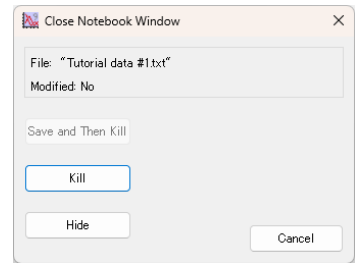 Close Notebook Window
File: "Tutorial data #1.txt"
Modified: No
Save and Then Kill
Kill
Hide
Cancel